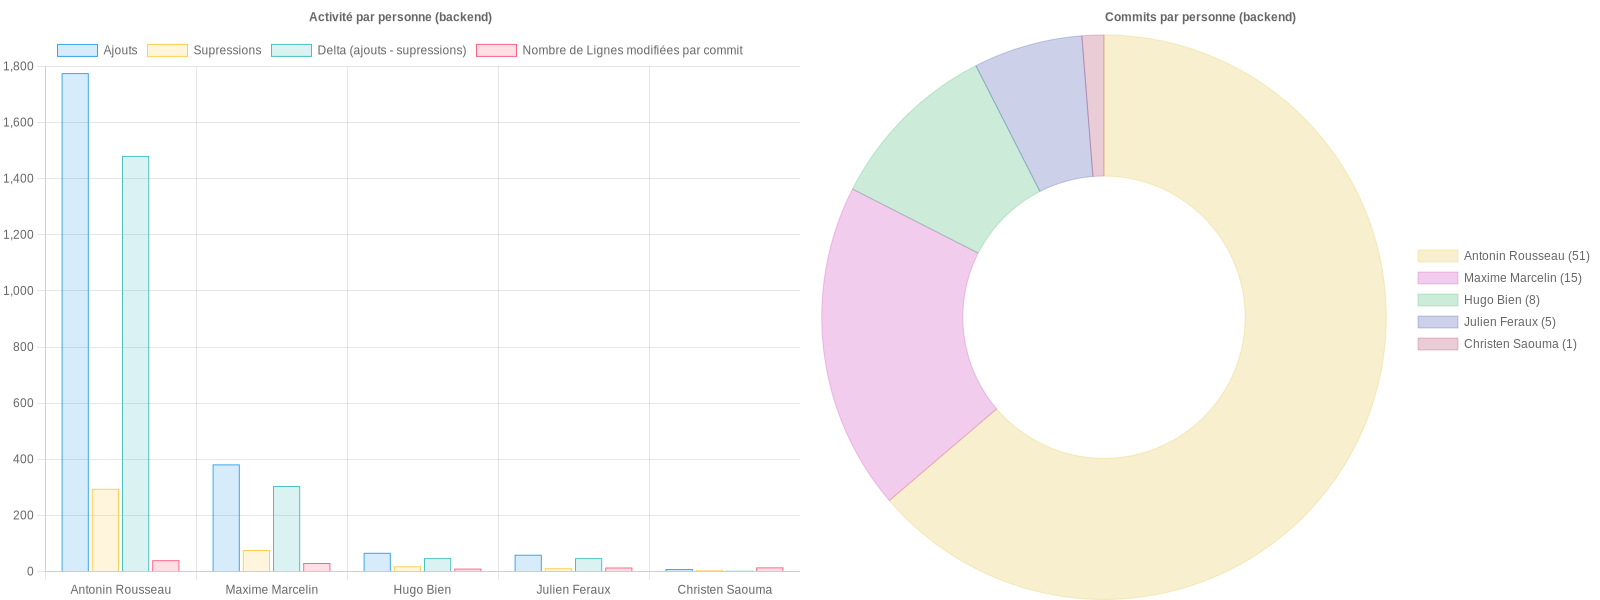 Activité par personne (backend)
Ajouts
Supressions
Delta (ajouts - supressions)
Nombre de Lignes modifiées par commit
1,800
1,600
1,400
1,200
1,000
800
600
400
200
0
Antonin Rousseau
Maxime Marcelin
Hugo Bien
Julien Feraux
Christen Saouma
Commits par personne (backend)
Antonin Rousseau (51)
Maxime Marcelin (15)
Hugo Bien (8)
Julien Feraux (5)
Christen Saouma (1)